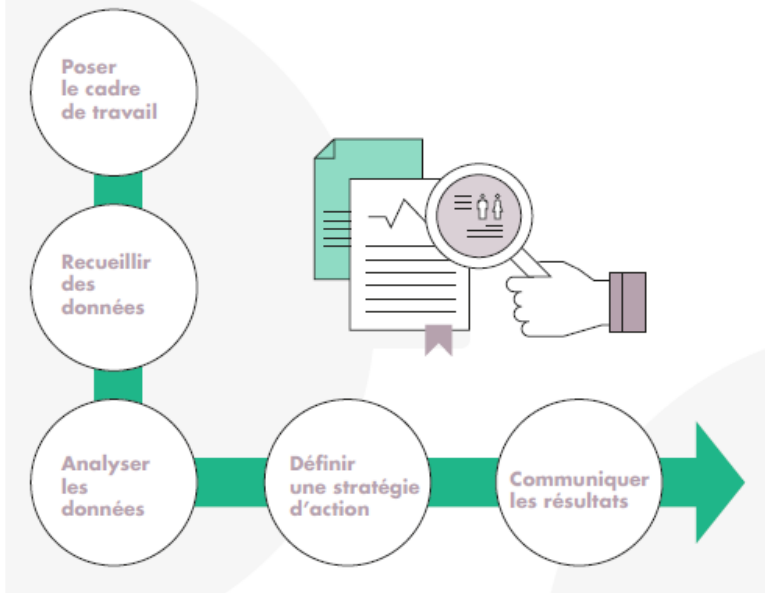 Poser
le cadre
de travail
Recueillir
des
données
Analyser
les
données
Définir
une stratégie
d’action
Communiquer
les résultats